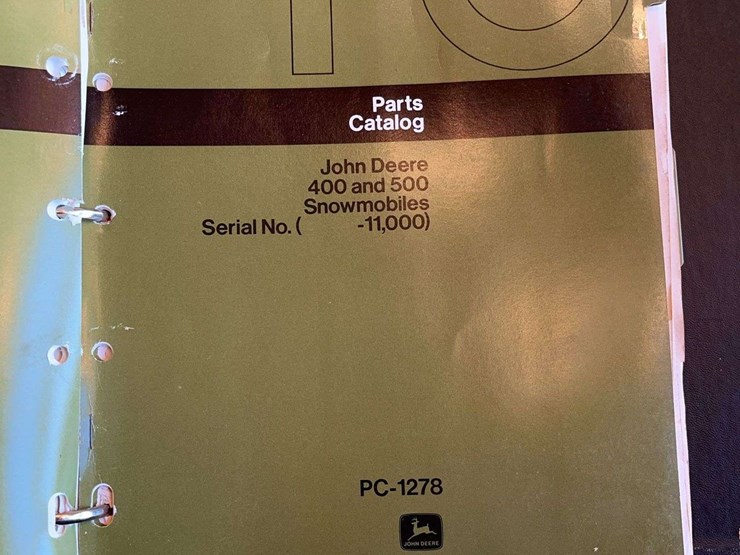 Parts
Catalog
John Deere
400 and 500
Snowmobiles
Serial No. (       -11,000)
PC-1278
JOHN DEERE